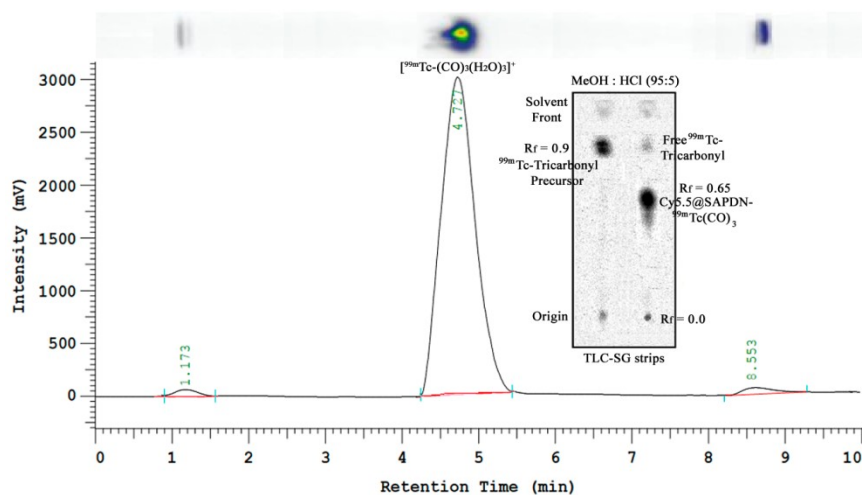 [⁹⁹ᵐTc-(CO)₃(H₂O)₃]⁺
4.727
1.173
8.553
3000
2500
2000
1500
1000
500
0
Intensity (mV)
0 1 2 3 4 5 6 7 8 9 10
Retention Time (min)
MeOH : HCl (95:5)
Solvent
Front
Rf = 0.9
⁹⁹ᵐTc-Tricarbonyl
Precursor
Origin
Free⁹⁹ᵐTc-
Tricarbonyl
Rf = 0.65
Cy5.5@SAPDN-
⁹⁹ᵐTc(CO)₃
Rf = 0.0
TLC-SG strips